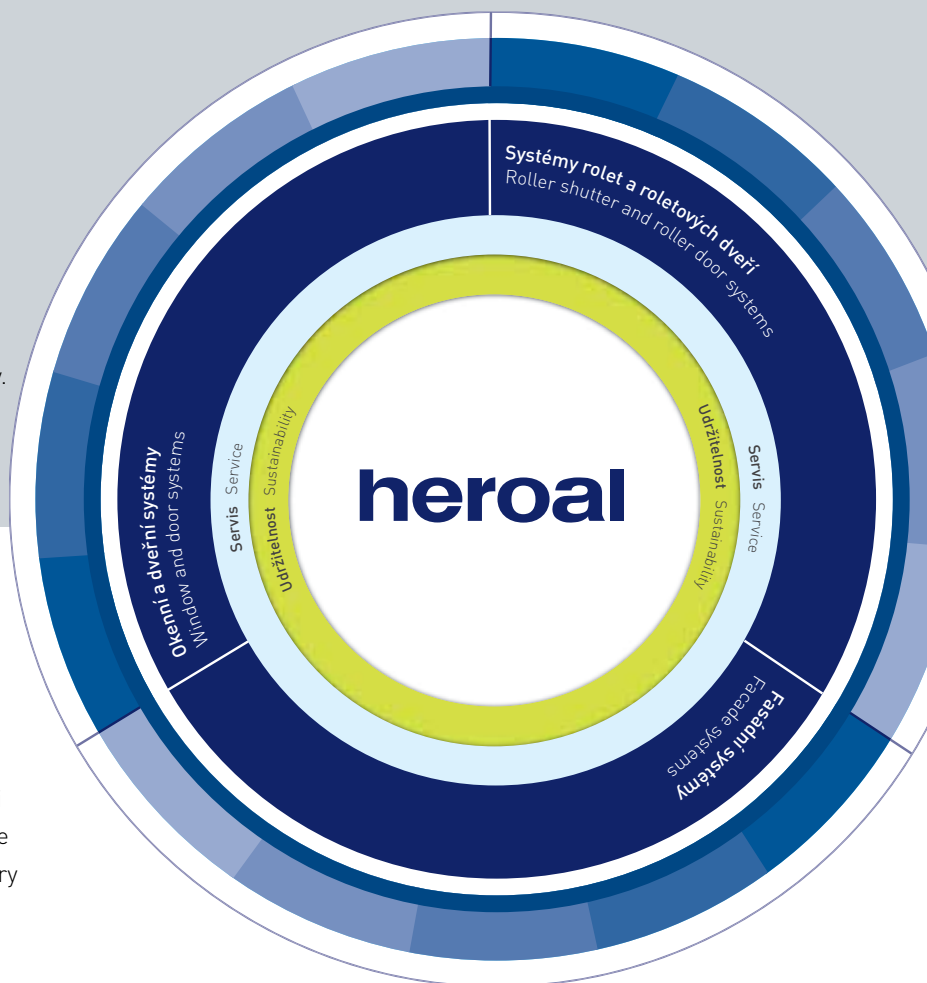 Systémy rolet a roletových dveří
Roller shutter and roller door systems
Okenní a dveřní systémy
Window and door systems
Servis Service
Udržitelnost Sustainability
heroal
Udržitelnost Sustainability
Servis Service
Fasádní systémy
Facade systems